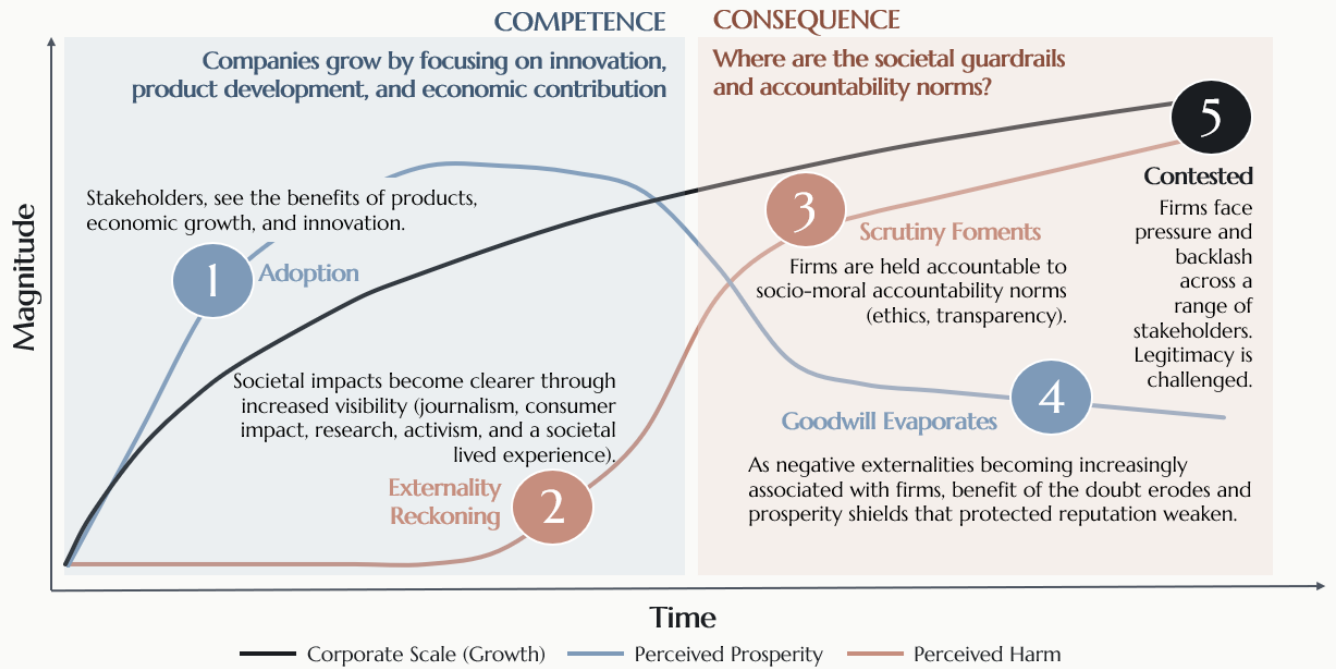 COMPETENCE
Companies grow by focusing on innovation,
product development, and economic contribution
CONSEQUENCE
Where are the societal guardrails
and accountability norms?
Magnitude
Stakeholders, see the benefits of products,
economic growth, and innovation.
1
Adoption
Societal impacts become clearer through
increased visibility (journalism, consumer
impact, research, activism, and a societal
lived experience).
Externality
Reckoning
2
3
Scrutiny Foments
Firms are held accountable to
socio-moral accountability norms
(ethics, transparency).
4
Goodwill Evaporates
As negative externalities becoming increasingly
associated with firms, benefit of the doubt erodes and
prosperity shields that protected reputation weaken.
5
Contested
Firms face
pressure and
backlash
across a
range of
stakeholders.
Legitimacy is
challenged.
Time
Corporate Scale (Growth)
Perceived Prosperity
Perceived Harm